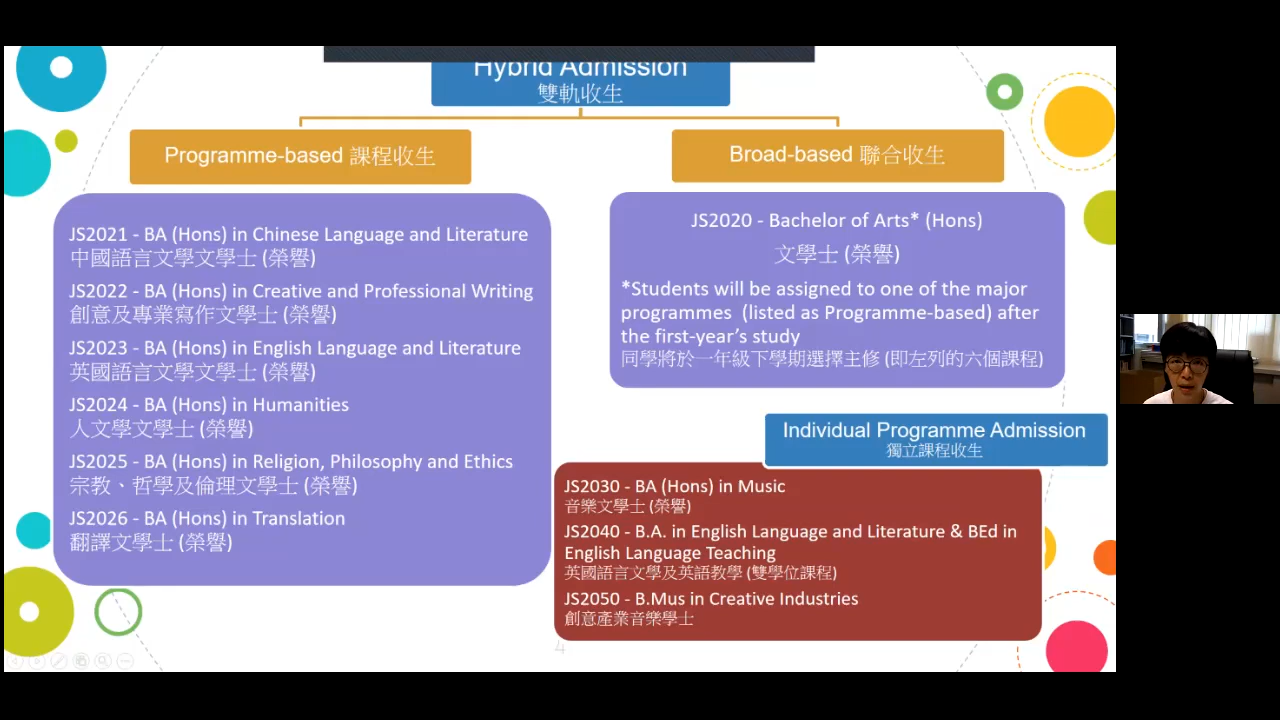 Hybrid Admission
雙軌收生
Programme-based 課程收生
JS2021 - BA (Hons) in Chinese Language and Literature
中國語言文學文學士 (榮譽)
JS2022 - BA (Hons) in Creative and Professional Writing
創意及專業寫作文學士 (榮譽)
JS2023 - BA (Hons) in English Language and Literature
英國語言文學文學士 (榮譽)
JS2024 - BA (Hons) in Humanities
人文學文學士 (榮譽)
JS2025 - BA (Hons) in Religion, Philosophy and Ethics
宗教、哲學及倫理文學士 (榮譽)
JS2026 - BA (Hons) in Translation
翻譯文學士 (榮譽)
Broad-based 聯合收生
JS2020 - Bachelor of Arts* (Hons)
文學士 (榮譽)
*Students will be assigned to one of the major
programmes (listed as Programme-based) after
the first-year's study
同學將於一年級下學期選擇主修 (即左列的六個課程)
Individual Programme Admission
獨立課程收生
JS2030 - BA (Hons) in Music
音樂文學士 (榮譽)
JS2040 - B.A. in English Language and Literature & BEd in
English Language Teaching
英國語言文學及英語教學 (雙學位課程)
JS2050 - B.Mus in Creative Industries
創意產業音樂學士
4